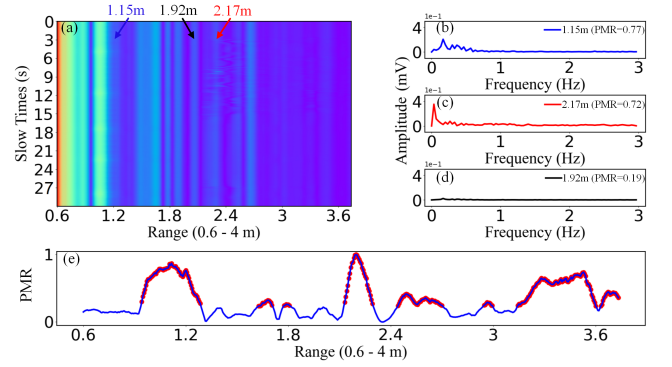 1.15m 1.92m 2.17m
(a)
0
3
6
9
12
15
18
21
24
27
Slow Times (s)
0.6 1.2 1.8 2.4 3 3.6
Range (0.6 - 4 m)
4 1e-1
(b)
1.15m (PMR=0.77)
0
0 1 2 3
Frequency (Hz)
4 1e-1
(c)
2.17m (PMR=0.72)
0
0 1 2 3
Frequency (Hz)
4 1e-1
(d)
1.92m (PMR=0.19)
0
0 1 2 3
Frequency (Hz)
Amplitude (mV)
(e)
1
0
PMR
0.6 1.2 1.8 2.4 3 3.6
Range (0.6 - 4 m)